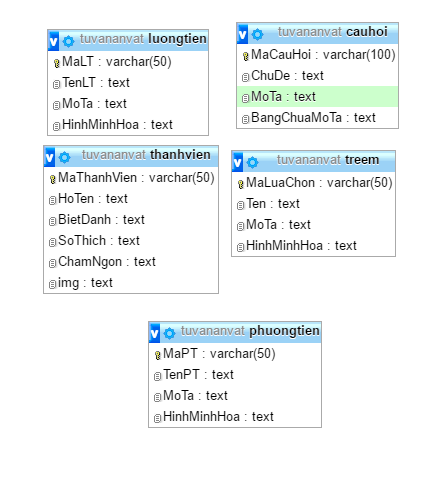 tuvananvat luongtien
MaLT : varchar(50)
TenLT : text
MoTa : text
HinhMinhHoa : text
tuvananvat cauhoi
MaCauHoi : varchar(100)
ChuDe : text
MoTa : text
BangChuaMoTa : text
tuvananvat thanhvien
MaThanhVien : varchar(50)
HoTen : text
BietDanh : text
SoThich : text
ChamNgon : text
img : text
tuvananvat treem
MaLuaChon : varchar(50)
Ten : text
MoTa : text
HinhMinhHoa : text
tuvananvat phuongtien
MaPT : varchar(50)
TenPT : text
MoTa : text
HinhMinhHoa : text